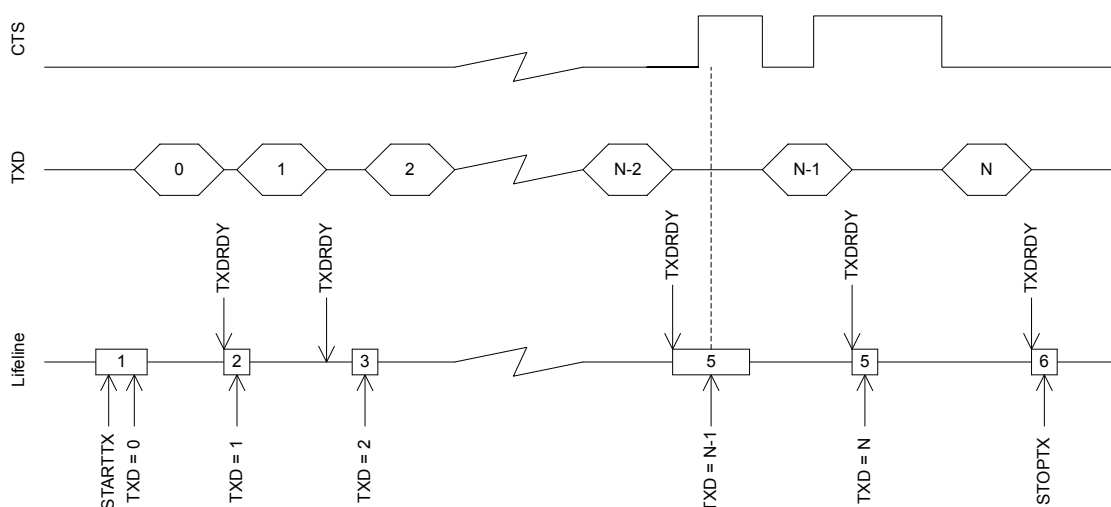 CTS
TXD
0
1
2
N-2
N-1
N
TXDRDY
TXDRDY
TXDRDY
TXDRDY
TXDRDY
Lifeline
1
2
3
5
5
6
STARTTX
TXD = 0
TXD = 1
TXD = 2
TXD = N-1
TXD = N
STOPTX